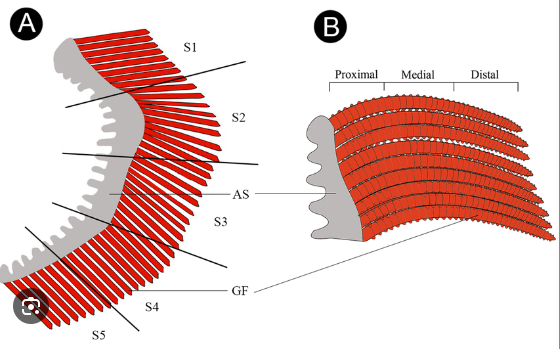 A
B
S1
Proximal Medial Distal
S2
AS
S3
GF
S4
S5